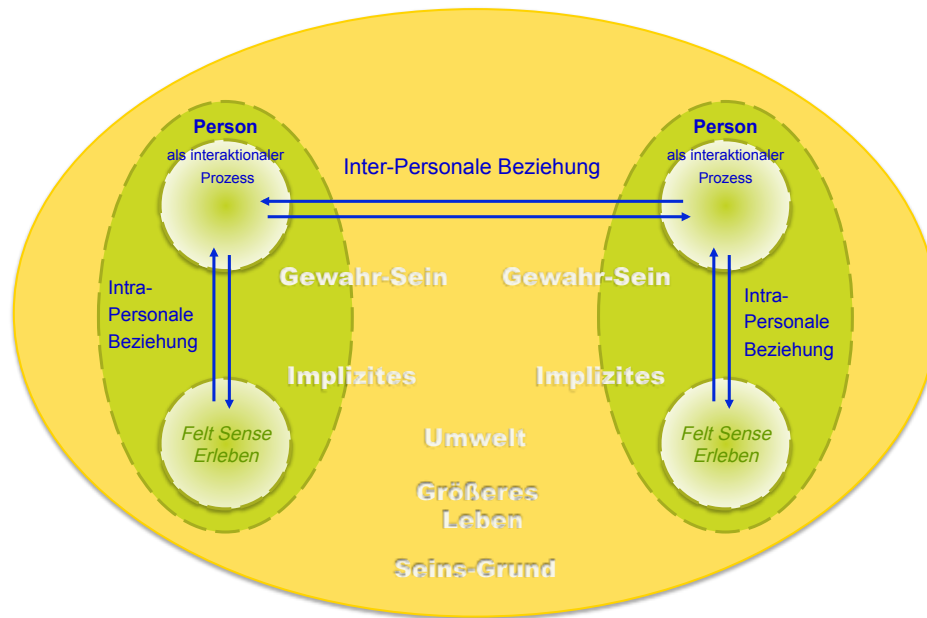 Person
als interaktionaler
Prozess
Inter-Personale Beziehung
Person
als interaktionaler
Prozess
Gewahr-Sein
Gewahr-Sein
Intra-
Personale
Beziehung
Intra-
Personale
Beziehung
Implizites
Implizites
Felt Sense
Erleben
Umwelt
Felt Sense
Erleben
Größeres
Leben
Seins-Grund